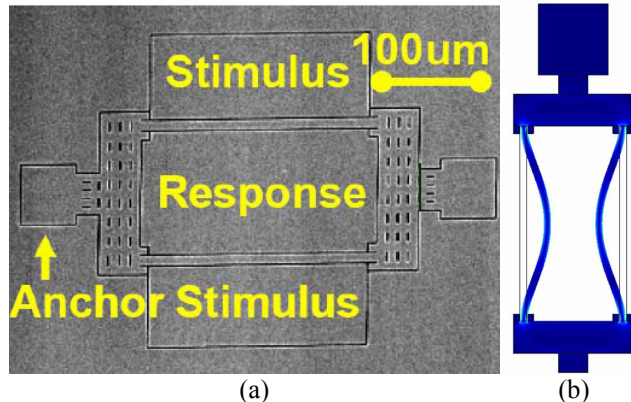 Stimulus
100um
Response
Anchor Stimulus
(a)
(b)